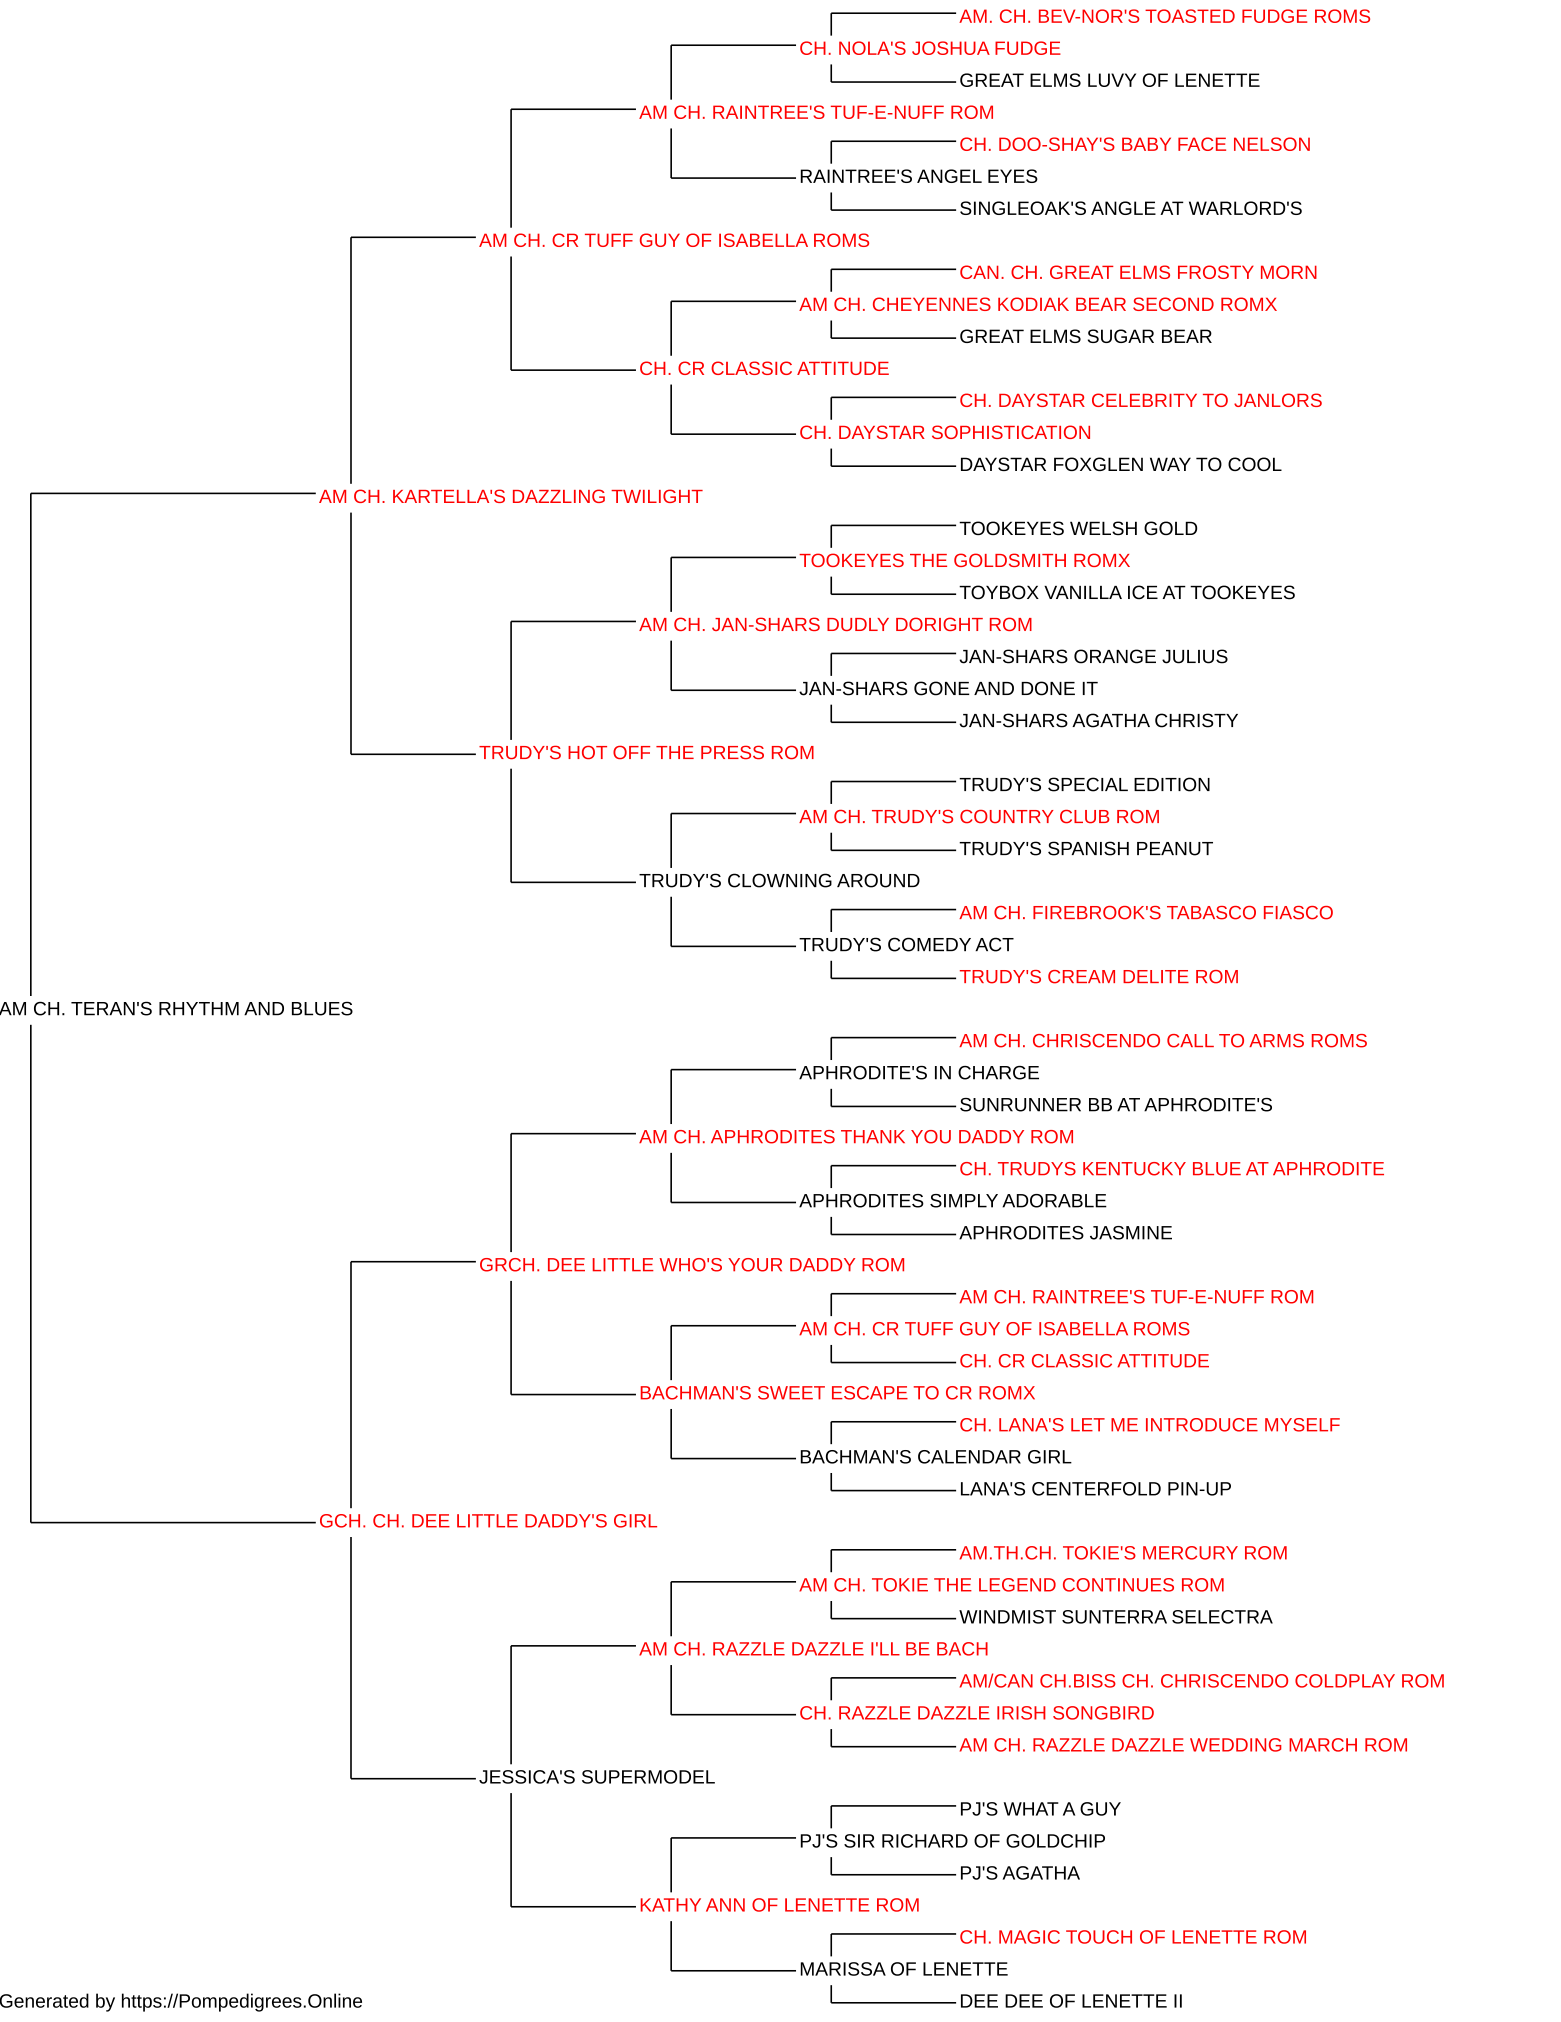 AM. CH. BEV-NOR'S TOASTED FUDGE ROMS
CH. NOLA'S JOSHUA FUDGE
GREAT ELMS LUVY OF LENETTE
AM CH. RAINTREE'S TUF-E-NUFF ROM
CH. DOO-SHAY'S BABY FACE NELSON
RAINTREE'S ANGEL EYES
SINGLEOAK'S ANGLE AT WARLORD'S
AM CH. CR TUFF GUY OF ISABELLA ROMS
CAN. CH. GREAT ELMS FROSTY MORN
AM CH. CHEYENNES KODIAK BEAR SECOND ROMX
GREAT ELMS SUGAR BEAR
CH. CR CLASSIC ATTITUDE
CH. DAYSTAR CELEBRITY TO JANLORS
CH. DAYSTAR SOPHISTICATION
DAYSTAR FOXGLEN WAY TO COOL
AM CH. KARTELLA'S DAZZLING TWILIGHT
TOOKEYES WELSH GOLD
TOOKEYES THE GOLDSMITH ROMX
TOYBOX VANILLA ICE AT TOOKEYES
AM CH. JAN-SHARS DUDLY DORIGHT ROM
JAN-SHARS ORANGE JULIUS
JAN-SHARS GONE AND DONE IT
JAN-SHARS AGATHA CHRISTY
TRUDY'S HOT OFF THE PRESS ROM
TRUDY'S SPECIAL EDITION
AM CH. TRUDY'S COUNTRY CLUB ROM
TRUDY'S SPANISH PEANUT
TRUDY'S CLOWNING AROUND
AM CH. FIREBROOK'S TABASCO FIASCO
TRUDY'S COMEDY ACT
TRUDY'S CREAM DELITE ROM
AM CH. TERAN'S RHYTHM AND BLUES
AM CH. CHRISCENDO CALL TO ARMS ROMS
APHRODITE'S IN CHARGE
SUNRUNNER BB AT APHRODITE'S
AM CH. APHRODITES THANK YOU DADDY ROM
CH. TRUDYS KENTUCKY BLUE AT APHRODITE
APHRODITES SIMPLY ADORABLE
APHRODITES JASMINE
GRCH. DEE LITTLE WHO'S YOUR DADDY ROM
AM CH. RAINTREE'S TUF-E-NUFF ROM
AM CH. CR TUFF GUY OF ISABELLA ROMS
CH. CR CLASSIC ATTITUDE
BACHMAN'S SWEET ESCAPE TO CR ROMX
CH. LANA'S LET ME INTRODUCE MYSELF
BACHMAN'S CALENDAR GIRL
LANA'S CENTERFOLD PIN-UP
GCH. CH. DEE LITTLE DADDY'S GIRL
AM.TH.CH. TOKIE'S MERCURY ROM
AM CH. TOKIE THE LEGEND CONTINUES ROM
WINDMIST SUNTERRA SELECTRA
AM CH. RAZZLE DAZZLE I'LL BE BACH
AM/CAN CH.BISS CH. CHRISCENDO COLDPLAY ROM
CH. RAZZLE DAZZLE IRISH SONGBIRD
AM CH. RAZZLE DAZZLE WEDDING MARCH ROM
JESSICA'S SUPERMODEL
PJ'S WHAT A GUY
PJ'S SIR RICHARD OF GOLDCHIP
PJ'S AGATHA
KATHY ANN OF LENETTE ROM
CH. MAGIC TOUCH OF LENETTE ROM
MARISSA OF LENETTE
DEE DEE OF LENETTE II
Generated by https://Pompedigrees.Online